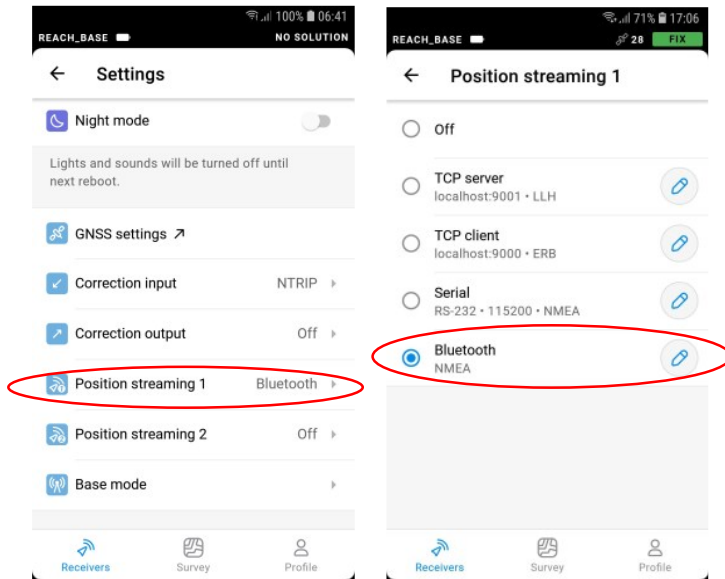 100% 06:41
REACH_BASE NO SOLUTION
Settings
Night mode
Lights and sounds will be turned off until
next reboot.
GNSS settings
Correction input NTRIP
Correction output Off
Position streaming 1 Bluetooth
Position streaming 2 Off
Base mode
Receivers Survey Profile
71% 17:06
REACH_BASE 28 FIX
Position streaming 1
Off
TCP server
localhost:9001 • LLH
TCP client
localhost:9000 • ERB
Serial
RS-232 • 115200 • NMEA
Bluetooth
NMEA
Receivers Survey Profile